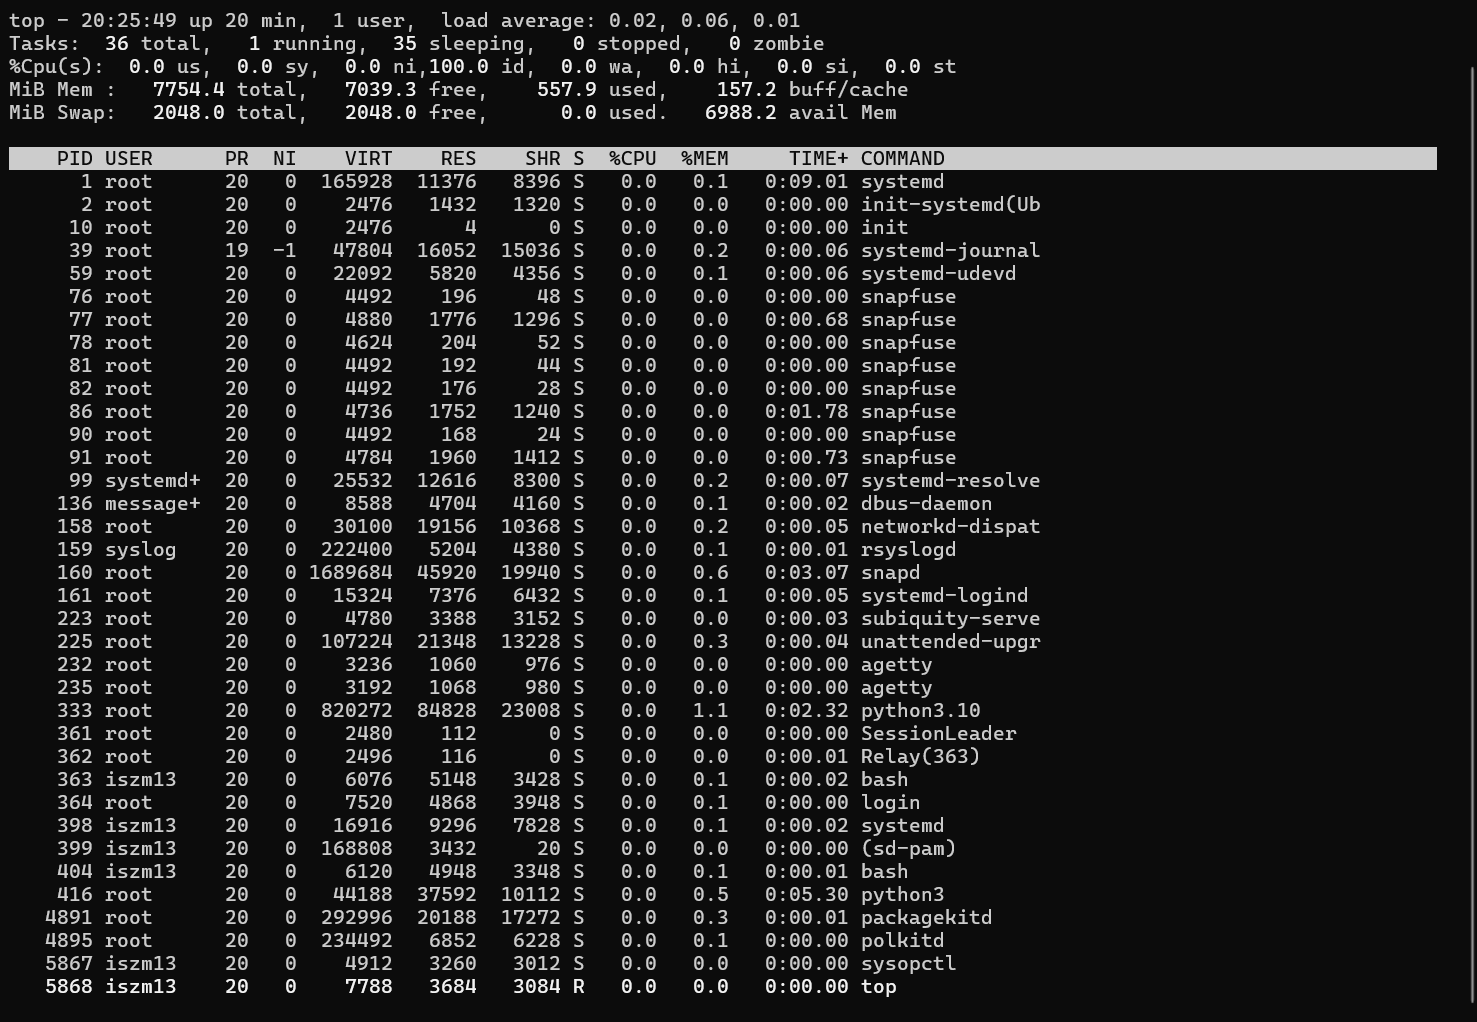 top - 20:25:49 up 20 min,  1 user,  load average: 0.02, 0.06, 0.01
Tasks:  36 total,   1 running,  35 sleeping,   0 stopped,   0 zombie
%Cpu(s):  0.0 us,  0.0 sy,  0.0 ni,100.0 id,  0.0 wa,  0.0 hi,  0.0 si,  0.0 st
MiB Mem :   7754.4 total,   7039.3 free,    557.9 used,    157.2 buff/cache
MiB Swap:   2048.0 total,   2048.0 free,      0.0 used.   6988.2 avail Mem
PID USER      PR  NI    VIRT    RES    SHR S  %CPU  %MEM     TIME+ COMMAND
1 root      20   0  165928  11376   8396 S   0.0   0.1   0:09.01 systemd
2 root      20   0    2476   1432   1320 S   0.0   0.0   0:00.00 init-systemd(Ub
10 root      20   0    2476      4      0 S   0.0   0.0   0:00.00 init
39 root      19  -1   47804  16052  15036 S   0.0   0.2   0:00.06 systemd-journal
59 root      20   0   22092   5820   4356 S   0.0   0.1   0:00.06 systemd-udevd
76 root      20   0    4492    196     48 S   0.0   0.0   0:00.00 snapfuse
77 root      20   0    4880   1776   1296 S   0.0   0.0   0:00.68 snapfuse
78 root      20   0    4624    204     52 S   0.0   0.0   0:00.00 snapfuse
81 root      20   0    4492    192     44 S   0.0   0.0   0:00.00 snapfuse
82 root      20   0    4492    176     28 S   0.0   0.0   0:00.00 snapfuse
86 root      20   0    4736   1752   1240 S   0.0   0.0   0:01.78 snapfuse
90 root      20   0    4492    168     24 S   0.0   0.0   0:00.00 snapfuse
91 root      20   0    4784   1960   1412 S   0.0   0.0   0:00.73 snapfuse
99 systemd+  20   0   25532  12616   8300 S   0.0   0.2   0:00.07 systemd-resolve
136 message+  20   0    8588   4704   4160 S   0.0   0.1   0:00.02 dbus-daemon
158 root      20   0   30100  19156  10368 S   0.0   0.2   0:00.05 networkd-dispat
159 syslog    20   0  222400   5204   4380 S   0.0   0.1   0:00.01 rsyslogd
160 root      20   0 1689684  45920  19940 S   0.0   0.6   0:03.07 snapd
161 root      20   0   15324   7376   6432 S   0.0   0.1   0:00.05 systemd-logind
223 root      20   0    4780   3388   3152 S   0.0   0.0   0:00.03 subiquity-serve
225 root      20   0  107224  21348  13228 S   0.0   0.3   0:00.04 unattended-upgr
232 root      20   0    3236   1060    976 S   0.0   0.0   0:00.00 agetty
235 root      20   0    3192   1068    980 S   0.0   0.0   0:00.00 agetty
333 root      20   0  820272  84828  23008 S   0.0   1.1   0:02.32 python3.10
361 root      20   0    2480    112      0 S   0.0   0.0   0:00.00 SessionLeader
362 root      20   0    2496    116      0 S   0.0   0.0   0:00.01 Relay(363)
363 iszm13    20   0    6076   5148   3428 S   0.0   0.1   0:00.02 bash
364 root      20   0    7520   4868   3948 S   0.0   0.1   0:00.00 login
398 iszm13    20   0   16916   9296   7828 S   0.0   0.1   0:00.02 systemd
399 iszm13    20   0  168808   3432     20 S   0.0   0.0   0:00.00 (sd-pam)
404 iszm13    20   0    6120   4948   3348 S   0.0   0.1   0:00.01 bash
416 root      20   0   44188  37592  10112 S   0.0   0.5   0:05.30 python3
4891 root      20   0  292996  20188  17272 S   0.0   0.3   0:00.01 packagekitd
4895 root      20   0  234492   6852   6228 S   0.0   0.1   0:00.00 polkitd
5867 iszm13    20   0    4912   3260   3012 S   0.0   0.0   0:00.00 sysopctl
5868 iszm13    20   0    7788   3684   3084 R   0.0   0.0   0:00.00 top